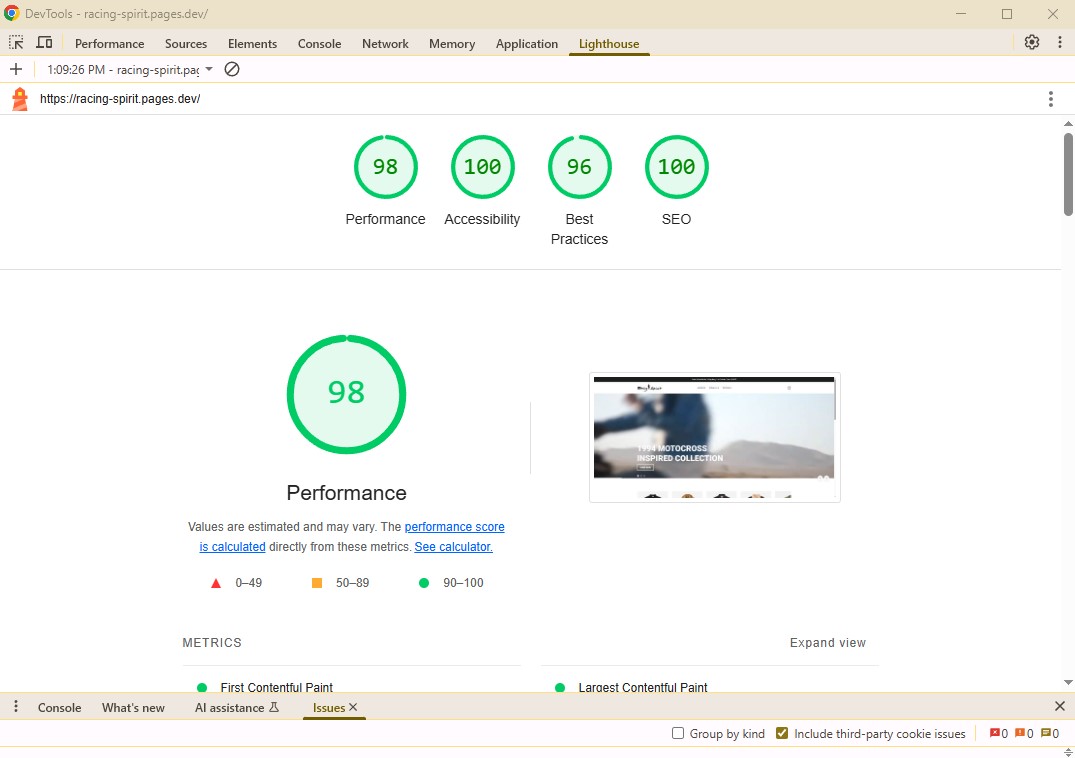 DevTools - racing-spirit.pages.dev/
Performance Sources Elements Console Network Memory Application Lighthouse
1:09:26 PM - racing-spirit.pag
https://racing-spirit.pages.dev/
98 100 96 100
Performance Accessibility Best Practices SEO
98
1994 MOTOCROSS
INSPIRED COLLECTION
Performance
Values are estimated and may vary. The performance score
is calculated directly from these metrics. See calculator.
0–49 50–89 90–100
METRICS Expand view
First Contentful Paint Largest Contentful Paint
Console What's new AI assistance Issues
Group by kind Include third-party cookie issues 0 0 0